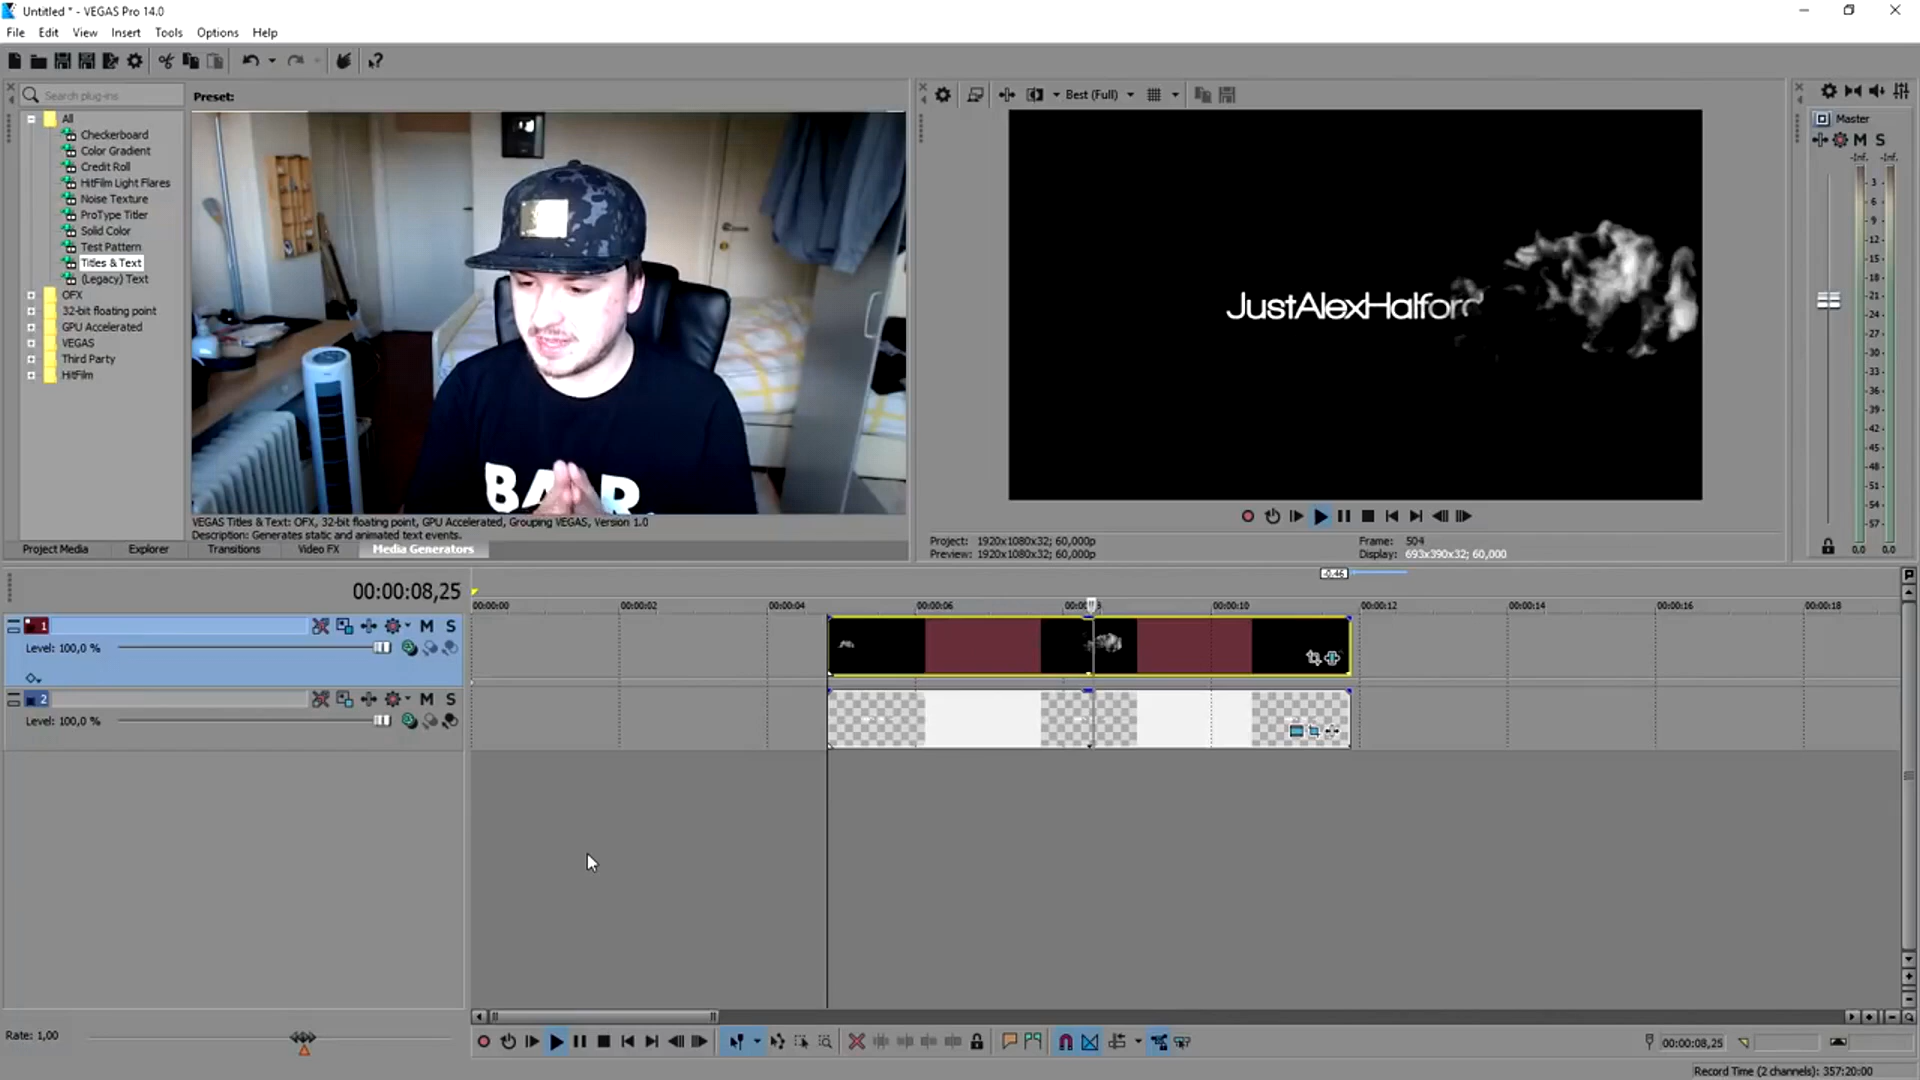 Untitled * - VEGAS Pro 14.0
File Edit View Insert Tools Options Help
Search plug-ins
Preset:
All
Checkerboard
Color Gradient
Credit Roll
HitFilm Light Flares
Noise Texture
ProType Titler
Solid Color
Test Pattern
Titles & Text
(Legacy) Text
OFX
32-bit floating point
GPU Accelerated
VEGAS
Third Party
HitFilm
VEGAS Titles & Text: OFX, 32-bit floating point, GPU Accelerated, Grouping VEGAS, Version 1.0
Description: Generates static and animated text events.
Project Media Explorer Transitions Video FX Media Generators
Best (Full)
JustAlexHalford
Project: 1920x1080x32; 60,000p
Preview: 1920x1080x32; 60,000p
Frame: 504
Display: 693x390x32; 60,000
Master
M S
-Inf. -Inf.
3
6
9
12
15
18
21
24
27
30
33
36
39
42
45
48
51
54
57
0,0 0,0
-0.46
00:00:08,25
00:00:00 00:00:02 00:00:04 00:00:06 00:00:10 00:00:12 00:00:14 00:00:16 00:00:18
1 M S
Level: 100,0 %
2 M S
Level: 100,0 %
Rate: 1,00
00:00:08,25
Record Time (2 channels): 357:20:00